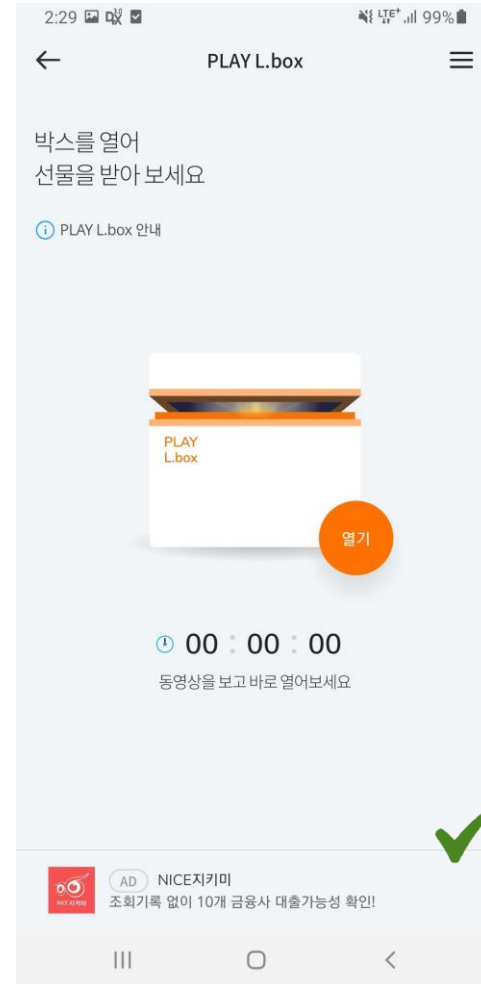 2:29
LTE+ 99%
PLAY L.box
박스를 열어
선물을 받아 보세요
PLAY L.box 안내
PLAY
L.box
열기
00 : 00 : 00
동영상을 보고 바로 열어보세요
AD NICE지키미
조회기록 없이 10개 금융사 대출가능성 확인!